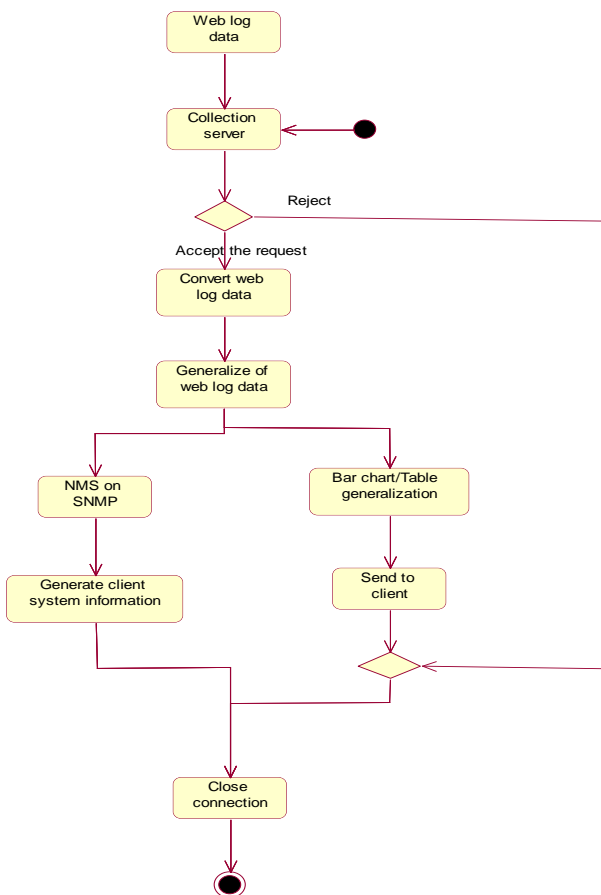 Web log
data
Collection
server
Reject
Accept the request
Convert web
log data
Generalize of
web log data
NMS on
SNMP
Bar chart/Table
generalization
Generate client
system information
Send to
client
Close
connection